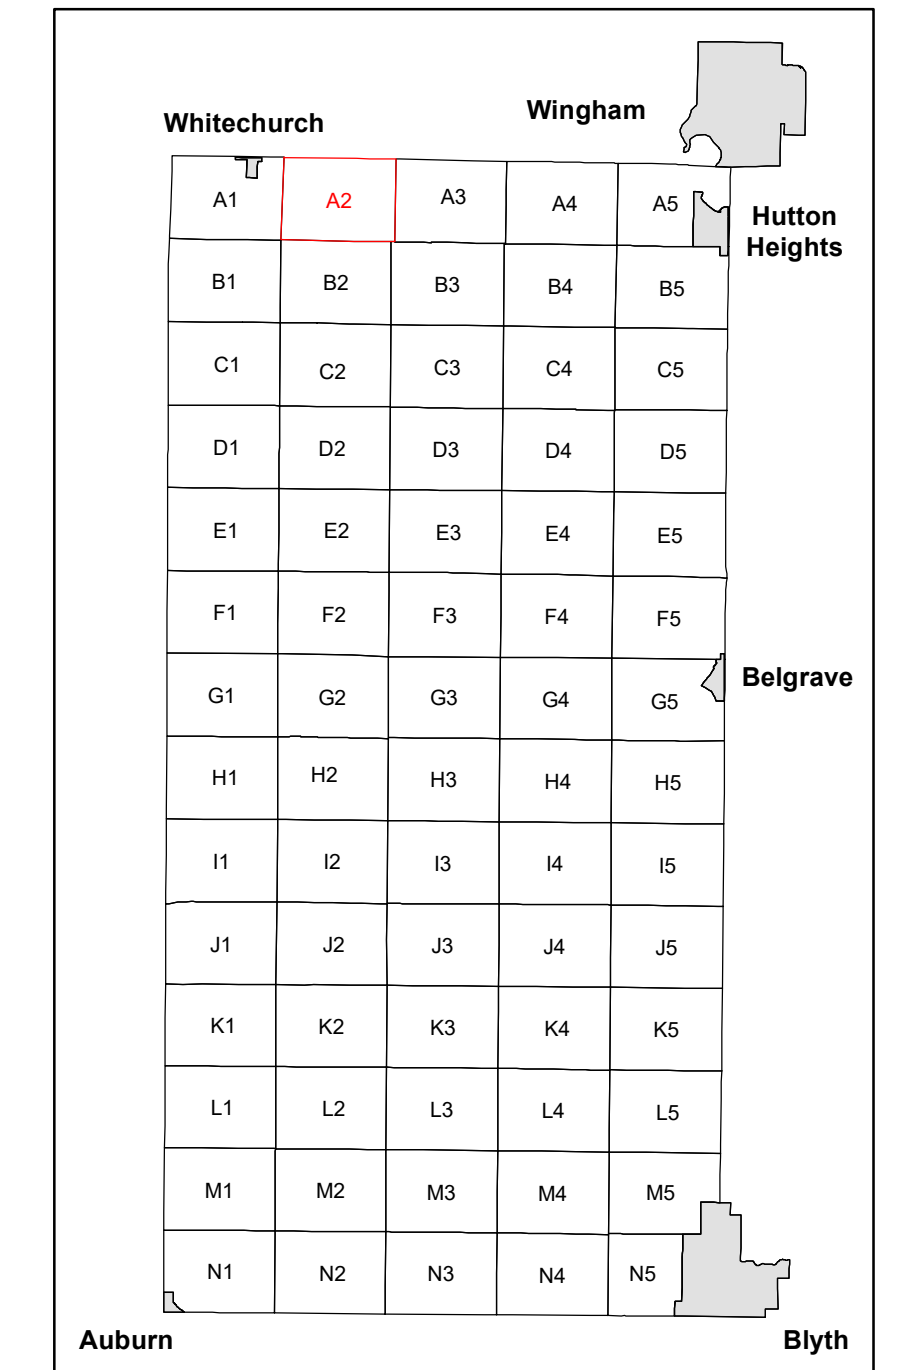 Wingham
Whitechurch
A1 A2 A3 A4 A5
Hutton
Heights
B1 B2 B3 B4 B5
C1 C2 C3 C4 C5
D1 D2 D3 D4 D5
E1 E2 E3 E4 E5
F1 F2 F3 F4 F5
Belgrave
G1 G2 G3 G4 G5
H1 H2 H3 H4 H5
I1 I2 I3 I4 I5
J1 J2 J3 J4 J5
K1 K2 K3 K4 K5
L1 L2 L3 L4 L5
M1 M2 M3 M4 M5
N1 N2 N3 N4 N5
Auburn Blyth